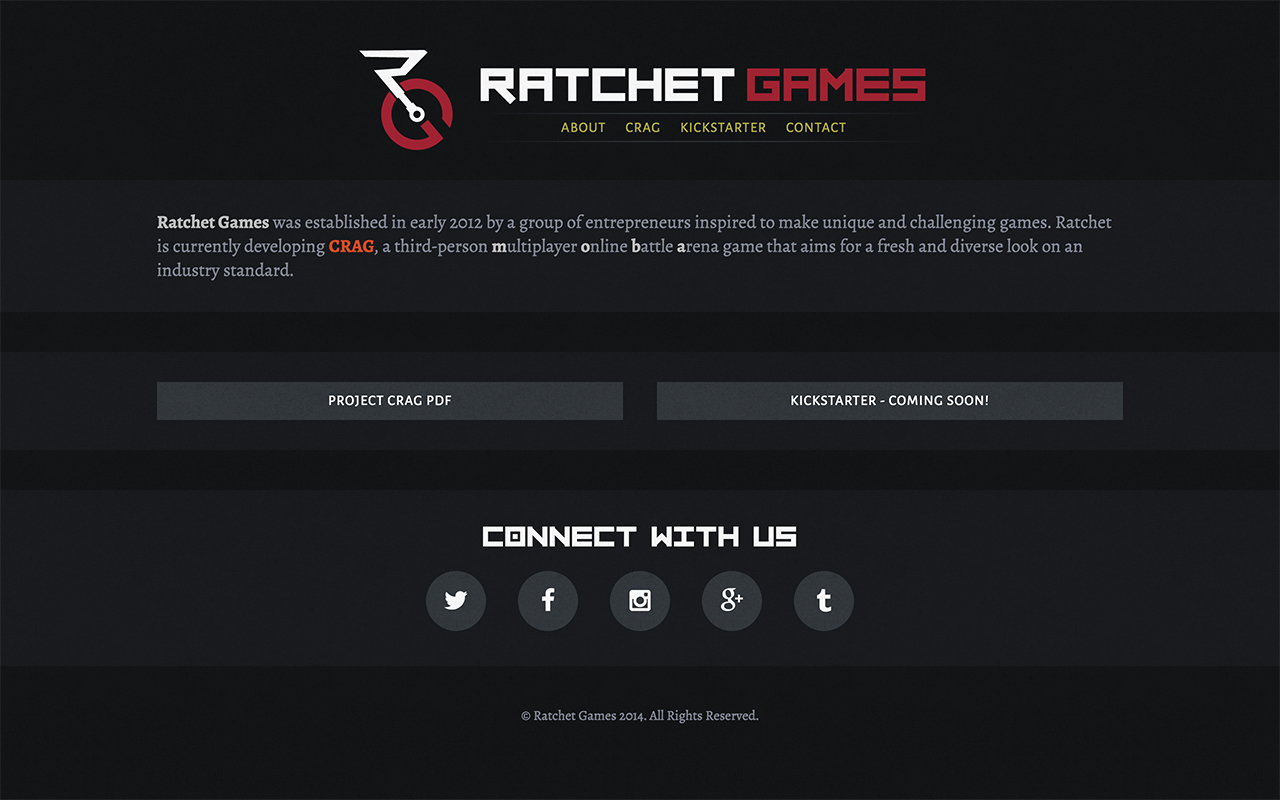 RATCHET GAMES
ABOUT CRAG KICKSTARTER CONTACT
Ratchet Games was established in early 2012 by a group of entrepreneurs inspired to make unique and challenging games. Ratchet
is currently developing CRAG, a third-person multiplayer online battle arena game that aims for a fresh and diverse look on an
industry standard.
PROJECT CRAG PDF KICKSTARTER - COMING SOON!
CONNECT WITH US
© Ratchet Games 2014. All Rights Reserved.